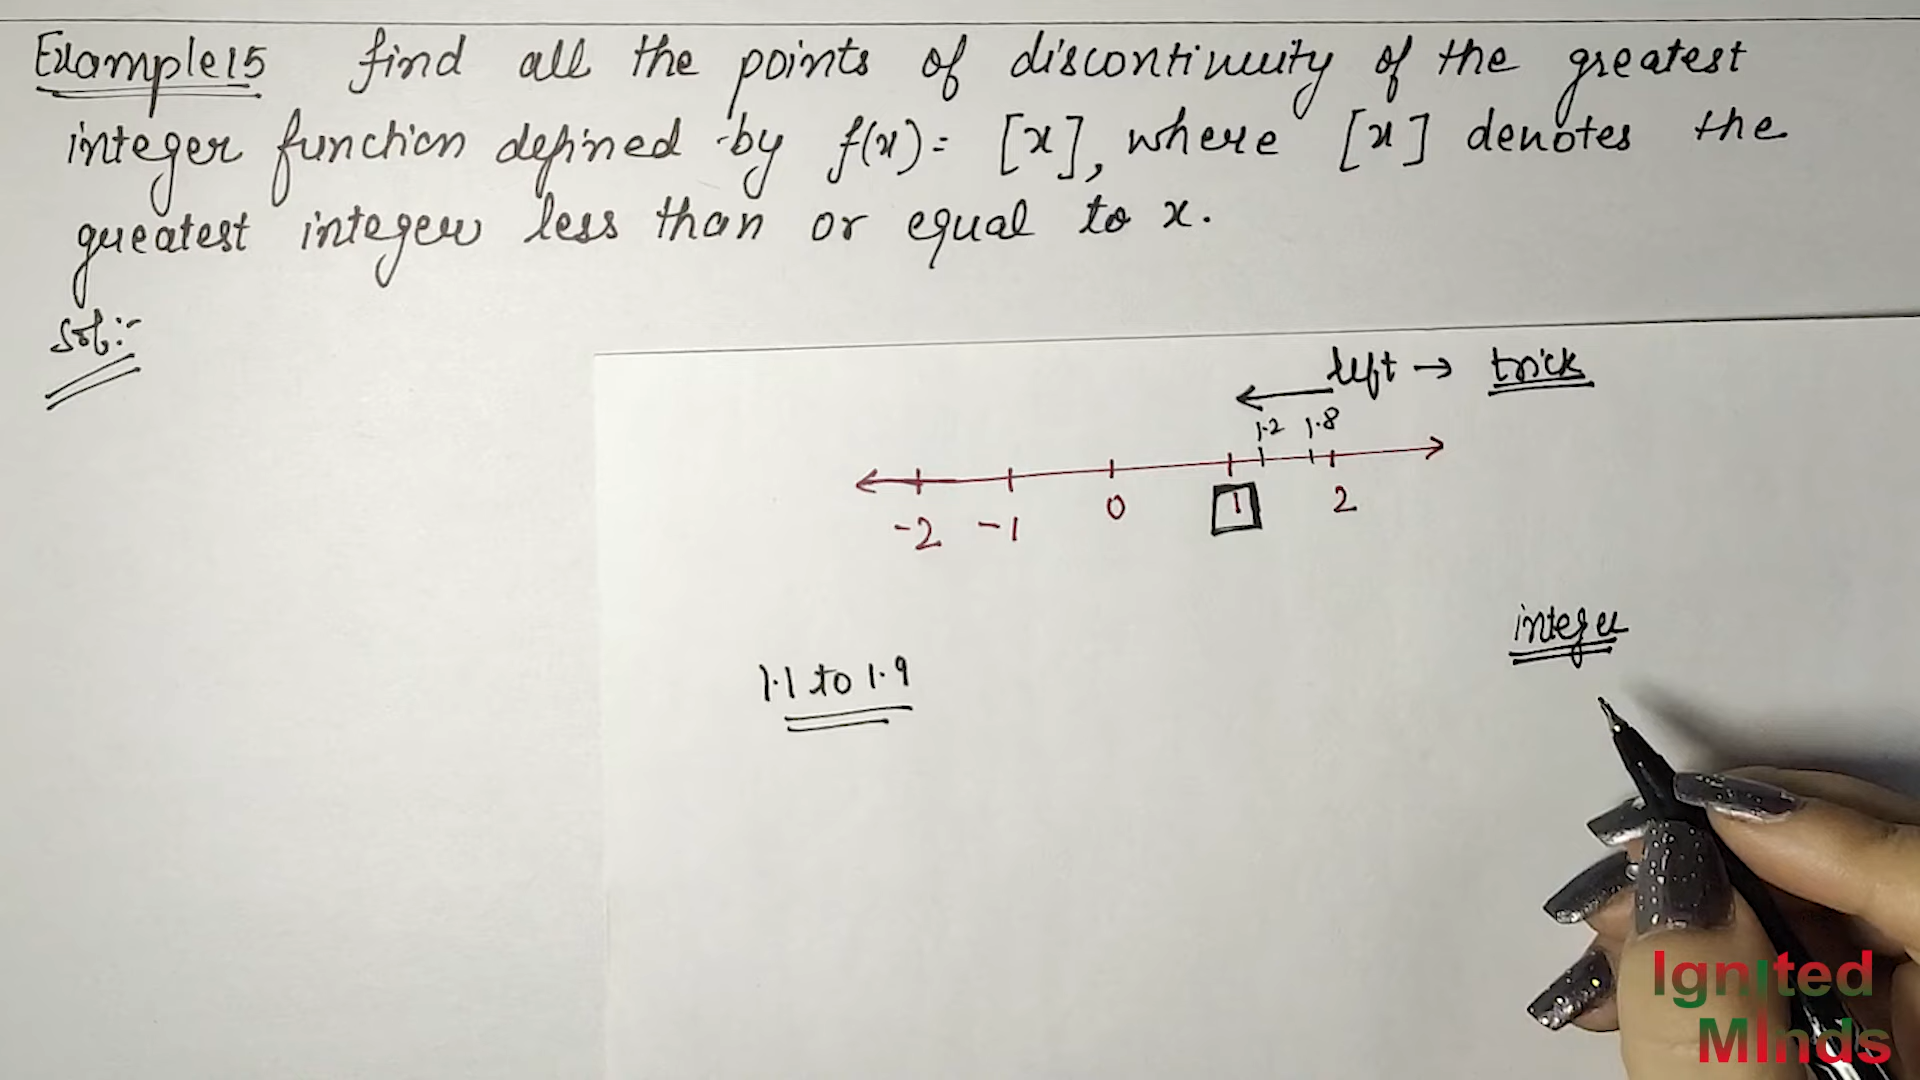 Example 15 find all the points of discontinuity of the greatest
integer function defined by f(x) = [x], where [x] denotes the
greatest integer less than or equal to x.
Sol:-
left → trick
1.2 1.8
-2 -1 0 1 2
integer
1.1 to 1.9
Ignited
Minds